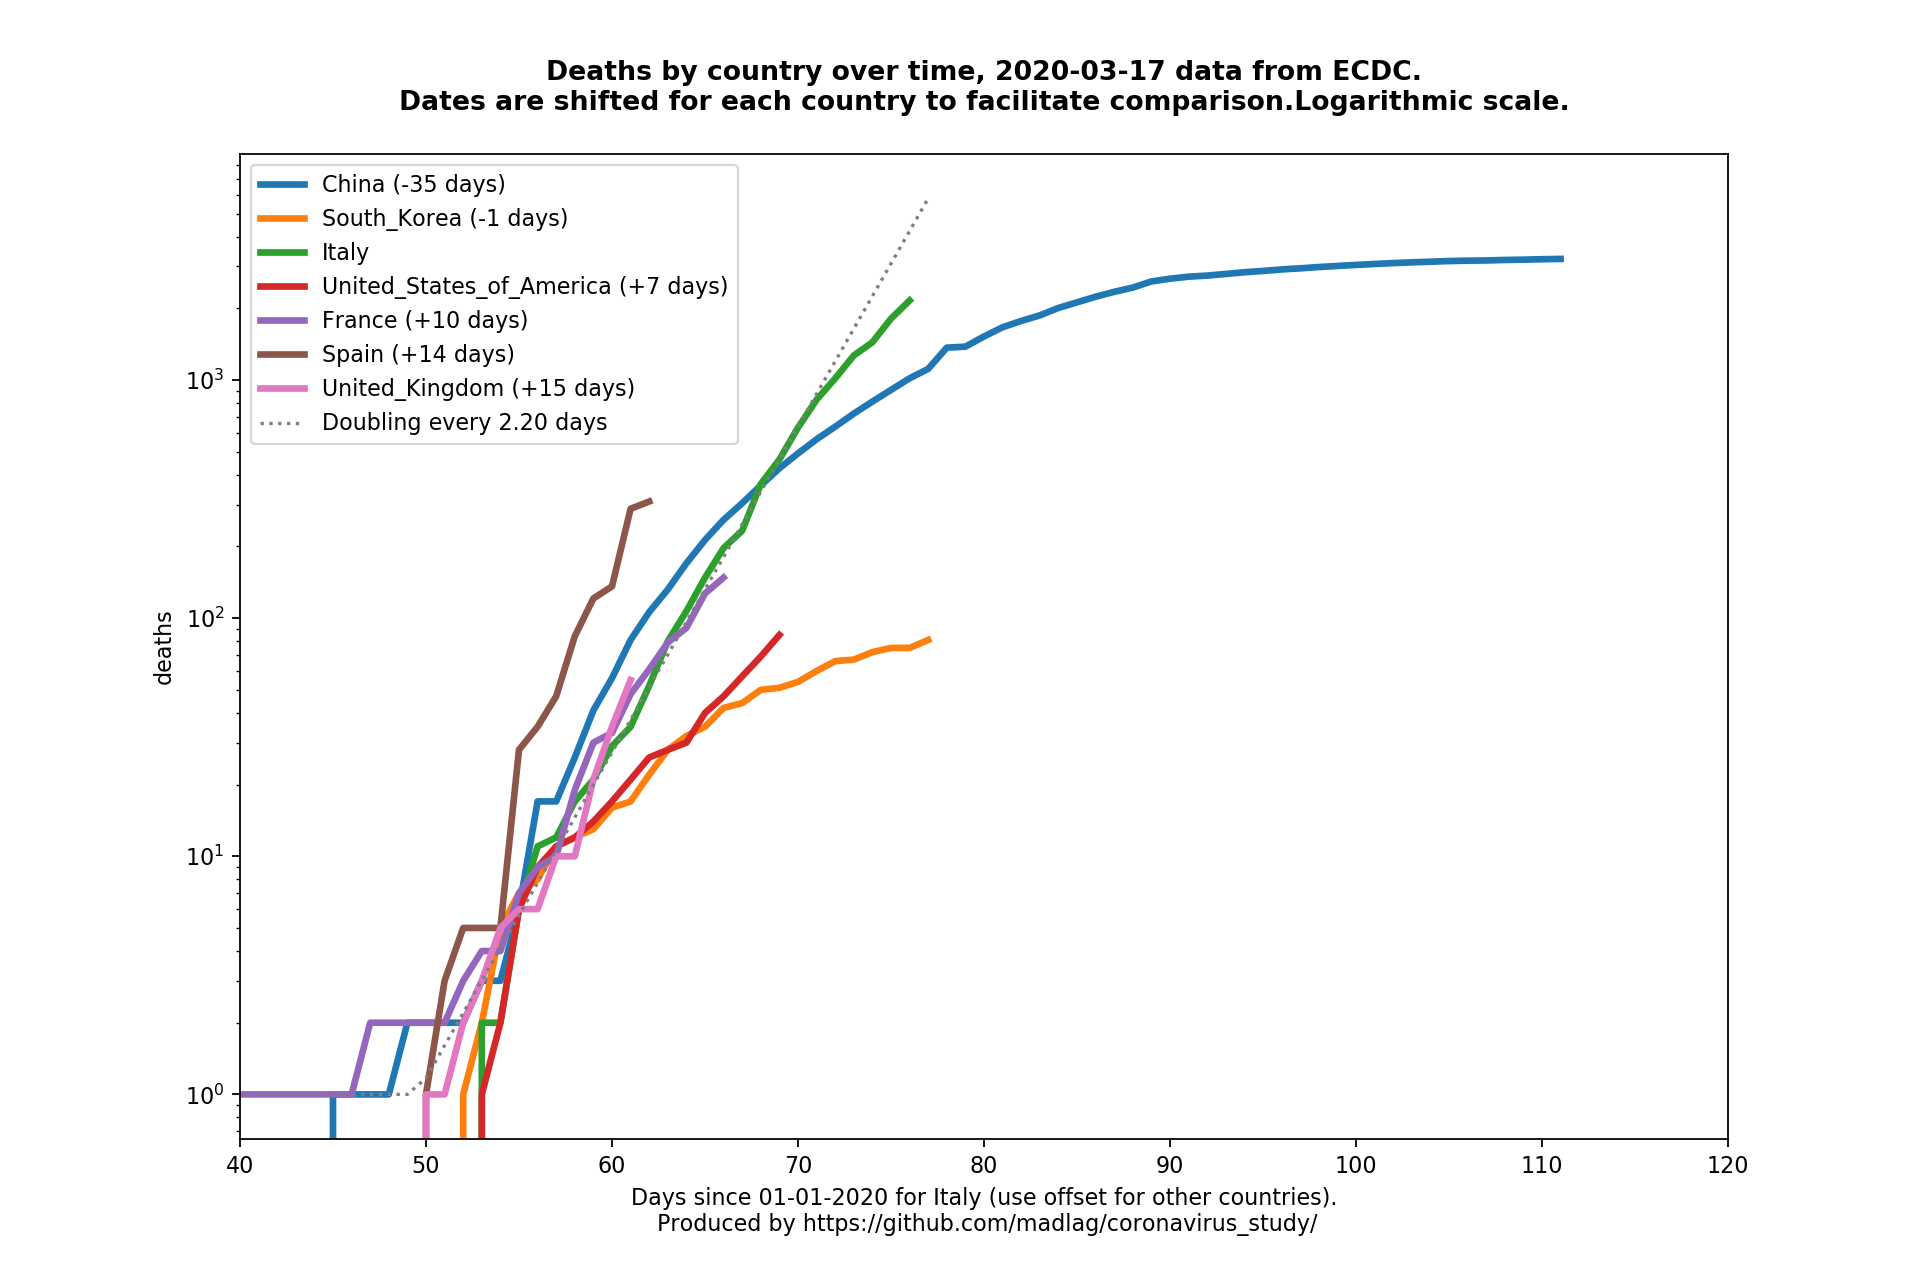 Deaths by country over time, 2020-03-17 data from ECDC.
Dates are shifted for each country to facilitate comparison.Logarithmic scale.
China (-35 days)
South_Korea (-1 days)
Italy
United_States_of_America (+7 days)
France (+10 days)
Spain (+14 days)
United_Kingdom (+15 days)
Doubling every 2.20 days
10³
10²
10¹
10⁰
deaths
40 50 60 70 80 90 100 110 120
Days since 01-01-2020 for Italy (use offset for other countries).
Produced by https://github.com/madlag/coronavirus_study/